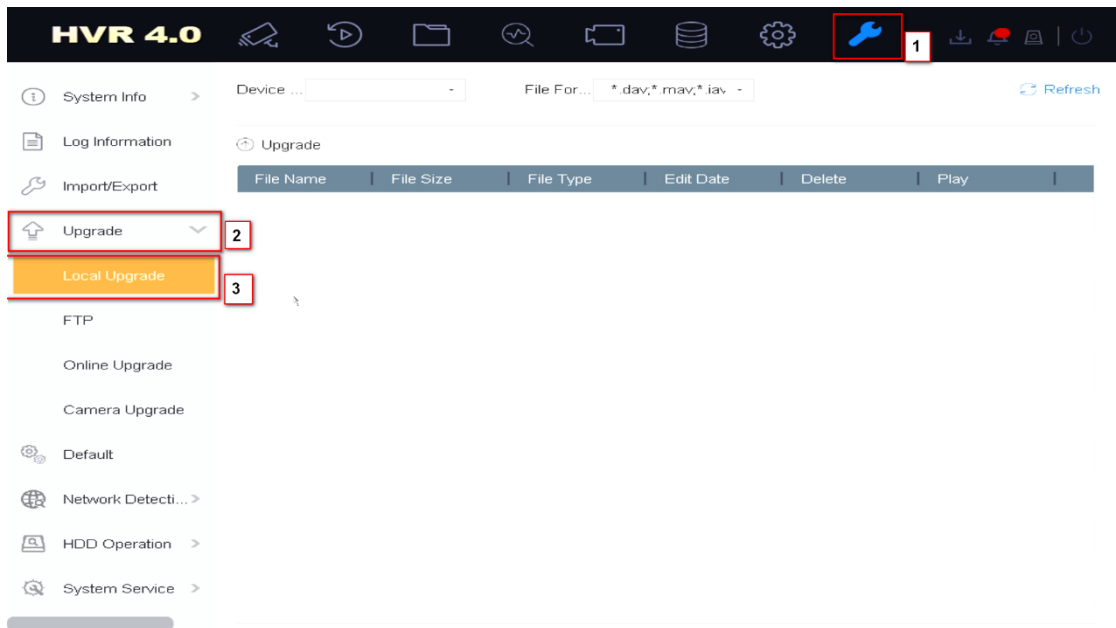 HVR 4.0
1
System Info >
Device ...
File For... *.dav;*.mav;*.iav
Refresh
Log Information
Upgrade
Import/Export
File Name File Size File Type Edit Date Delete Play
Upgrade
2
Local Upgrade
3
FTP
Online Upgrade
Camera Upgrade
Default
Network Detecti... >
HDD Operation >
System Service >